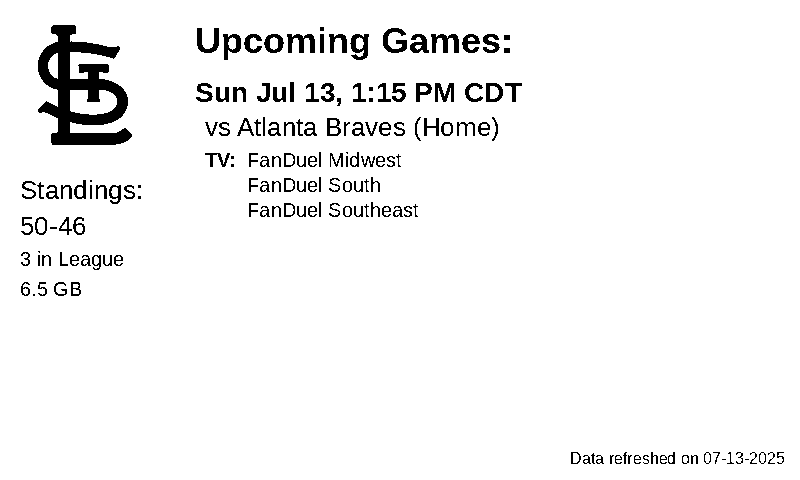 STL
Upcoming Games:
Sun Jul 13, 1:15 PM CDT
vs Atlanta Braves (Home)
TV: FanDuel Midwest
FanDuel South
FanDuel Southeast
Standings:
50-46
3 in League
6.5 GB
Data refreshed on 07-13-2025